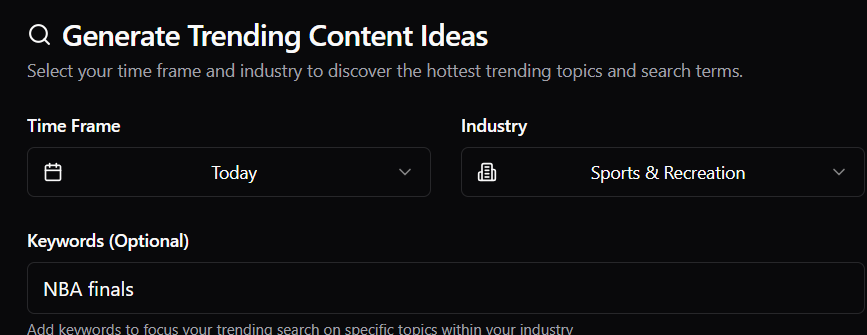 Generate Trending Content Ideas
Select your time frame and industry to discover the hottest trending topics and search terms.
Time Frame
Industry
Today
Sports & Recreation
Keywords (Optional)
NBA finals
Add keywords to focus your trending search on specific topics within your industry